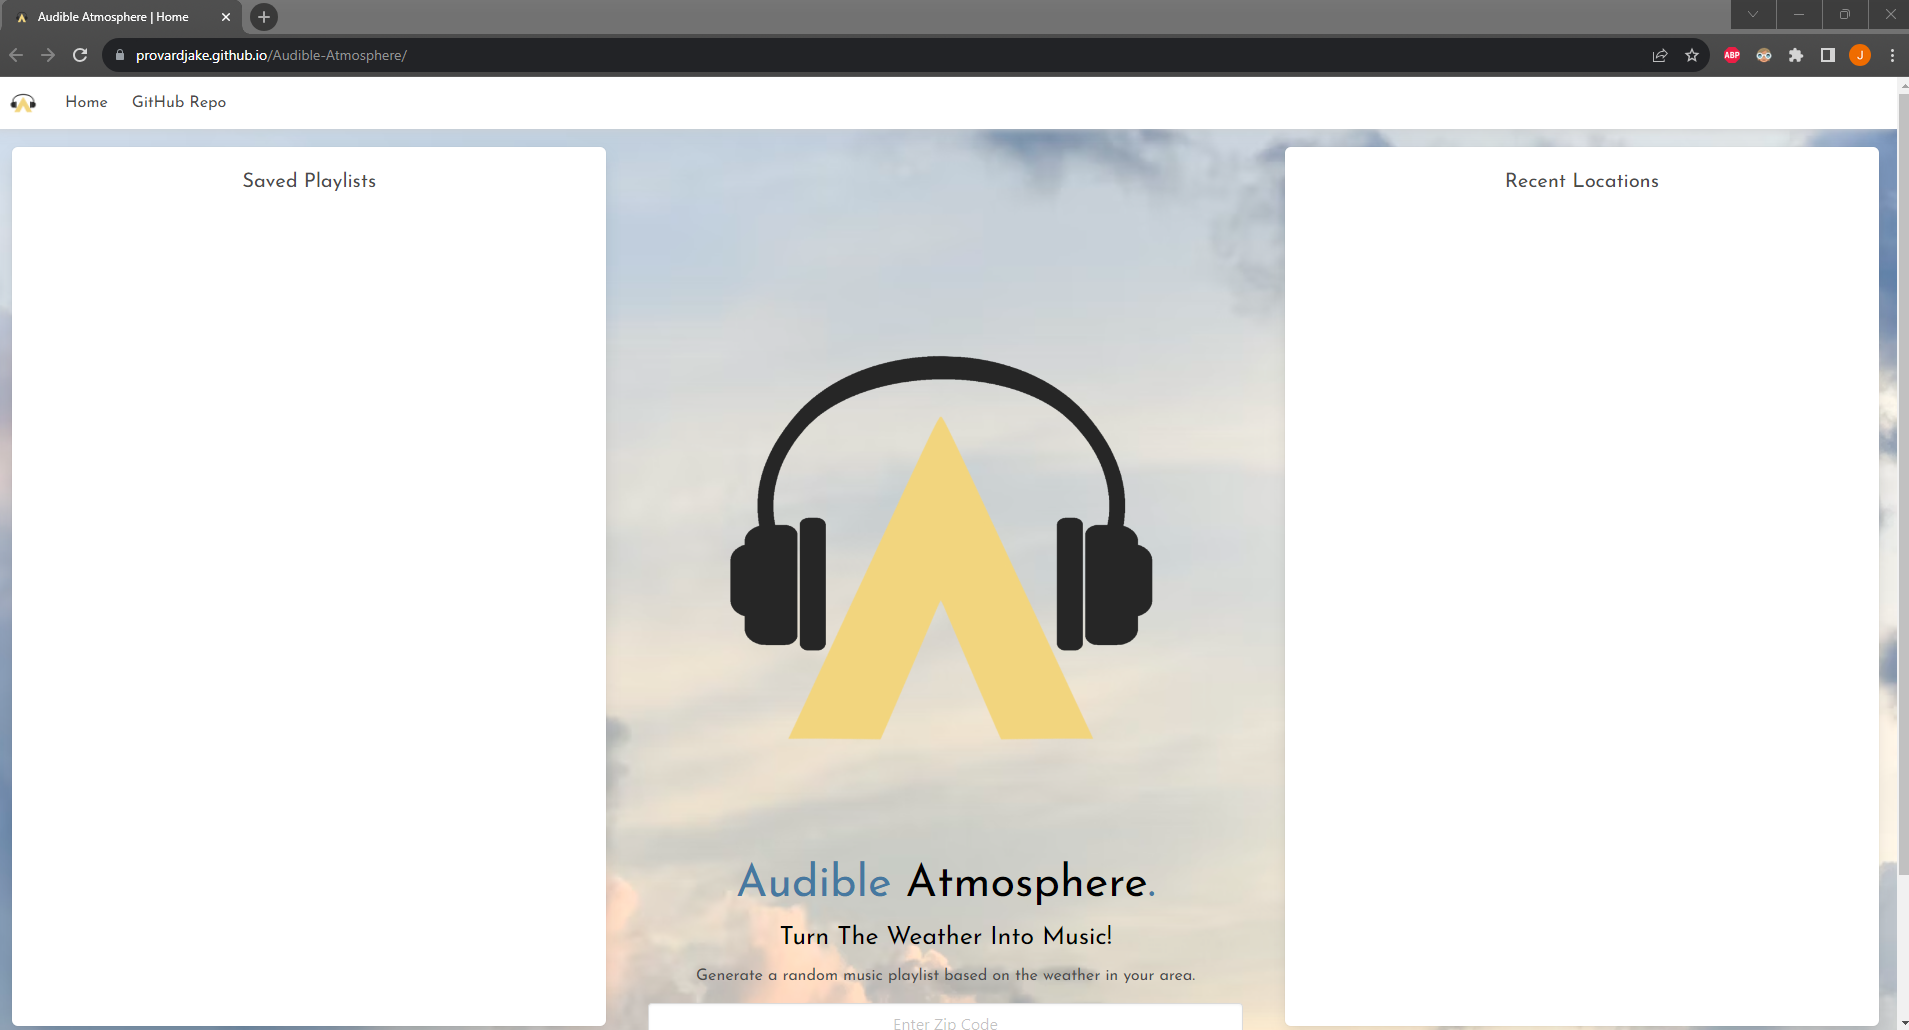 Audible Atmosphere | Home
provardjake.github.io/Audible-Atmosphere/
ABP
J
Home
GitHub Repo
Saved Playlists
Recent Locations
Audible Atmosphere.
Turn The Weather Into Music!
Generate a random music playlist based on the weather in your area.
Enter Zip Code